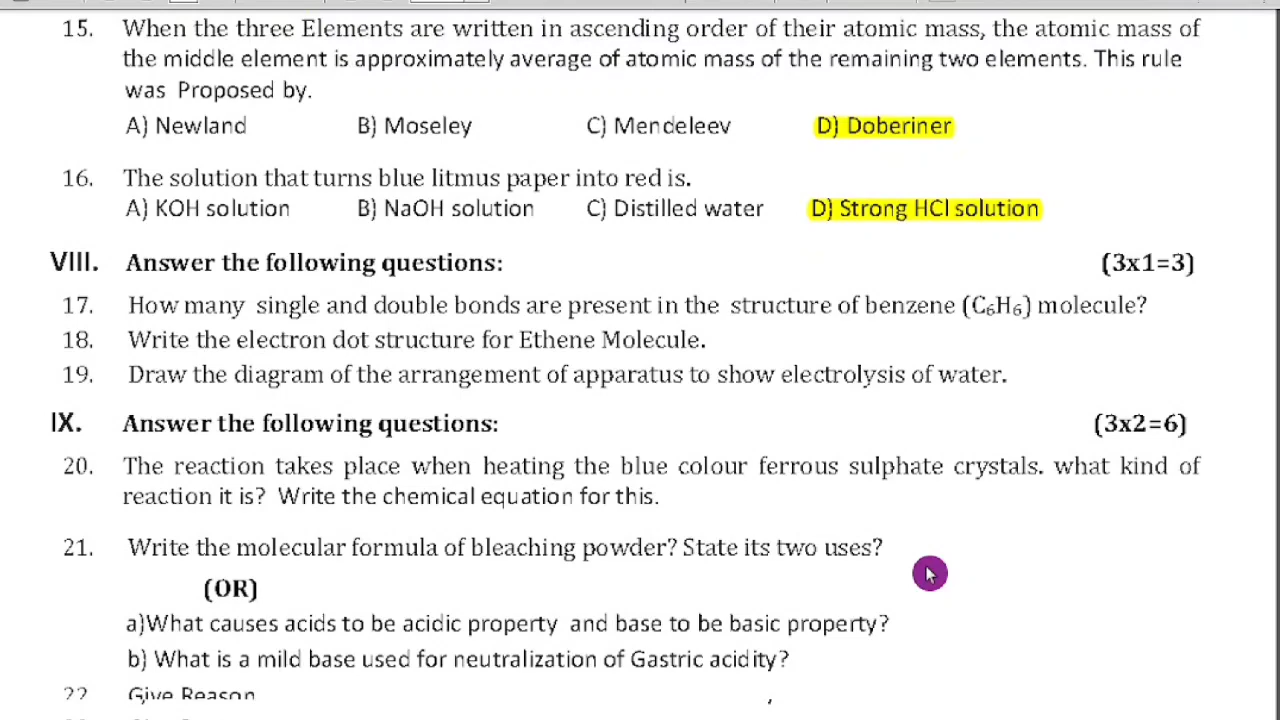 15. When the three Elements are written in ascending order of their atomic mass, the atomic mass of
the middle element is approximately average of atomic mass of the remaining two elements. This rule
was Proposed by.
A) Newland B) Moseley C) Mendeleev D) Doberiner
16. The solution that turns blue litmus paper into red is.
A) KOH solution B) NaOH solution C) Distilled water D) Strong HCl solution
VIII. Answer the following questions: (3x1=3)
17. How many single and double bonds are present in the structure of benzene (C₆H₆) molecule?
18. Write the electron dot structure for Ethene Molecule.
19. Draw the diagram of the arrangement of apparatus to show electrolysis of water.
IX. Answer the following questions: (3x2=6)
20. The reaction takes place when heating the blue colour ferrous sulphate crystals. what kind of
reaction it is? Write the chemical equation for this.
21. Write the molecular formula of bleaching powder? State its two uses?
(OR)
a)What causes acids to be acidic property and base to be basic property?
b) What is a mild base used for neutralization of Gastric acidity?
22 Give Reason